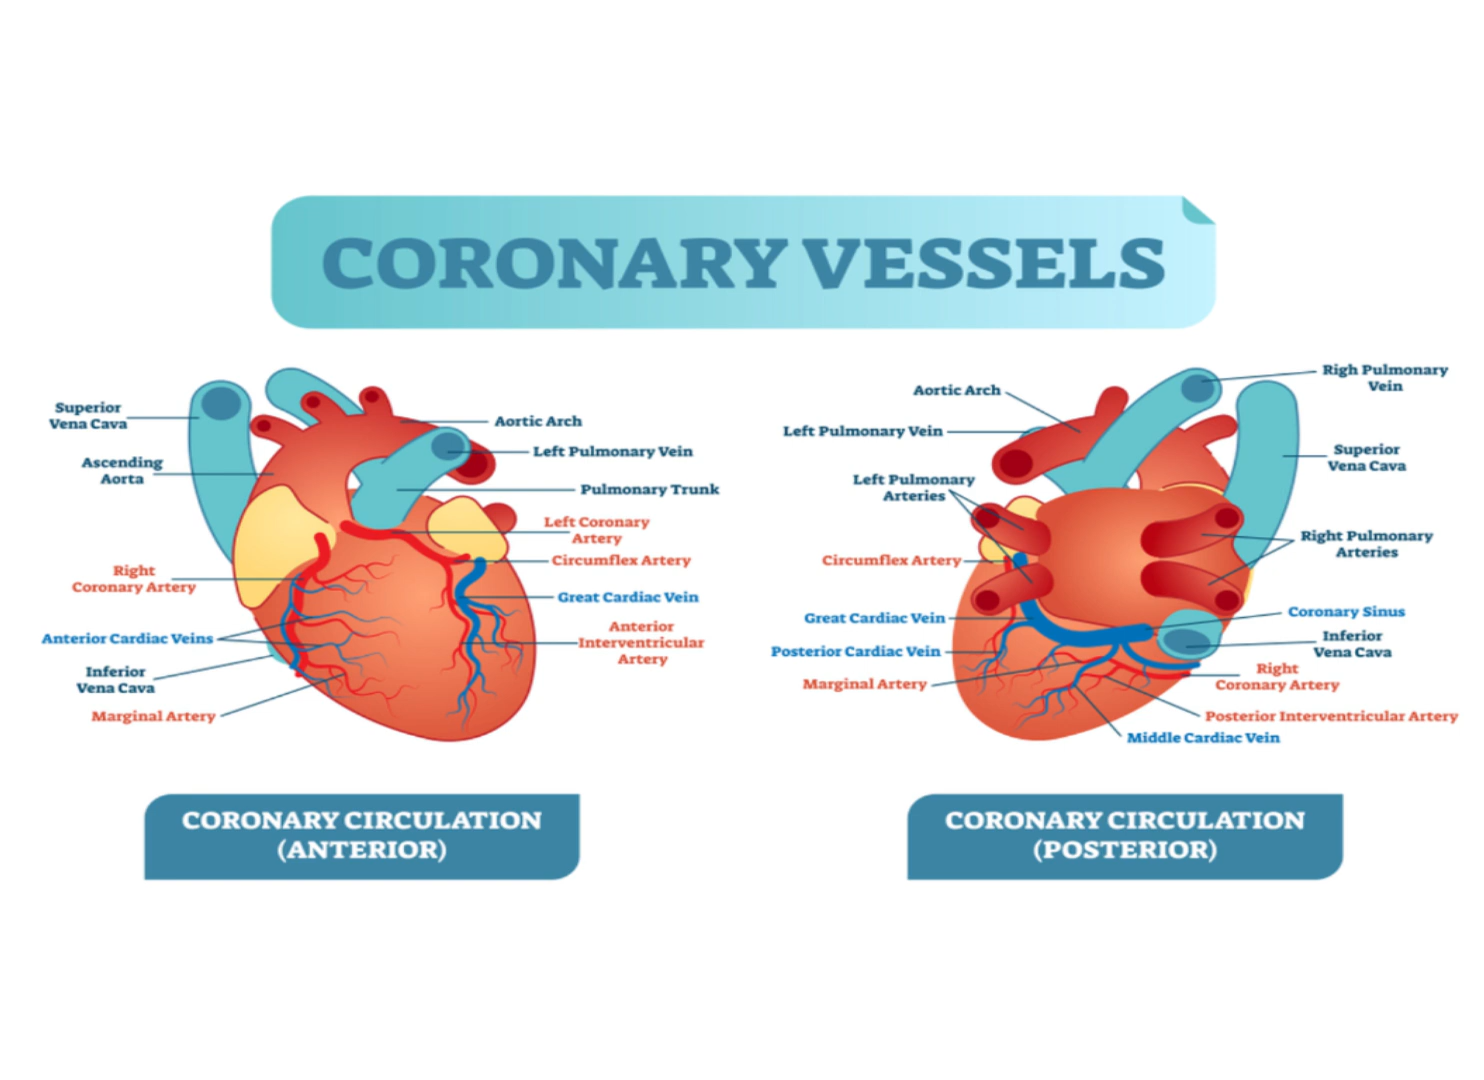 CORONARY VESSELS
Superior
Vena Cava
Ascending
Aorta
Right
Coronary Artery
Anterior Cardiac Veins
Inferior
Vena Cava
Marginal Artery
Aortic Arch
Left Pulmonary Vein
Pulmonary Trunk
Left Coronary
Artery
Circumflex Artery
Great Cardiac Vein
Anterior
Interventricular
Artery
CORONARY CIRCULATION
(ANTERIOR)
Aortic Arch
Left Pulmonary Vein
Left Pulmonary
Arteries
Circumflex Artery
Great Cardiac Vein
Posterior Cardiac Vein
Marginal Artery
Righ Pulmonary
Vein
Superior
Vena Cava
Right Pulmonary
Arteries
Coronary Sinus
Inferior
Vena Cava
Right
Coronary Artery
Posterior Interventricular Artery
Middle Cardiac Vein
CORONARY CIRCULATION
(POSTERIOR)